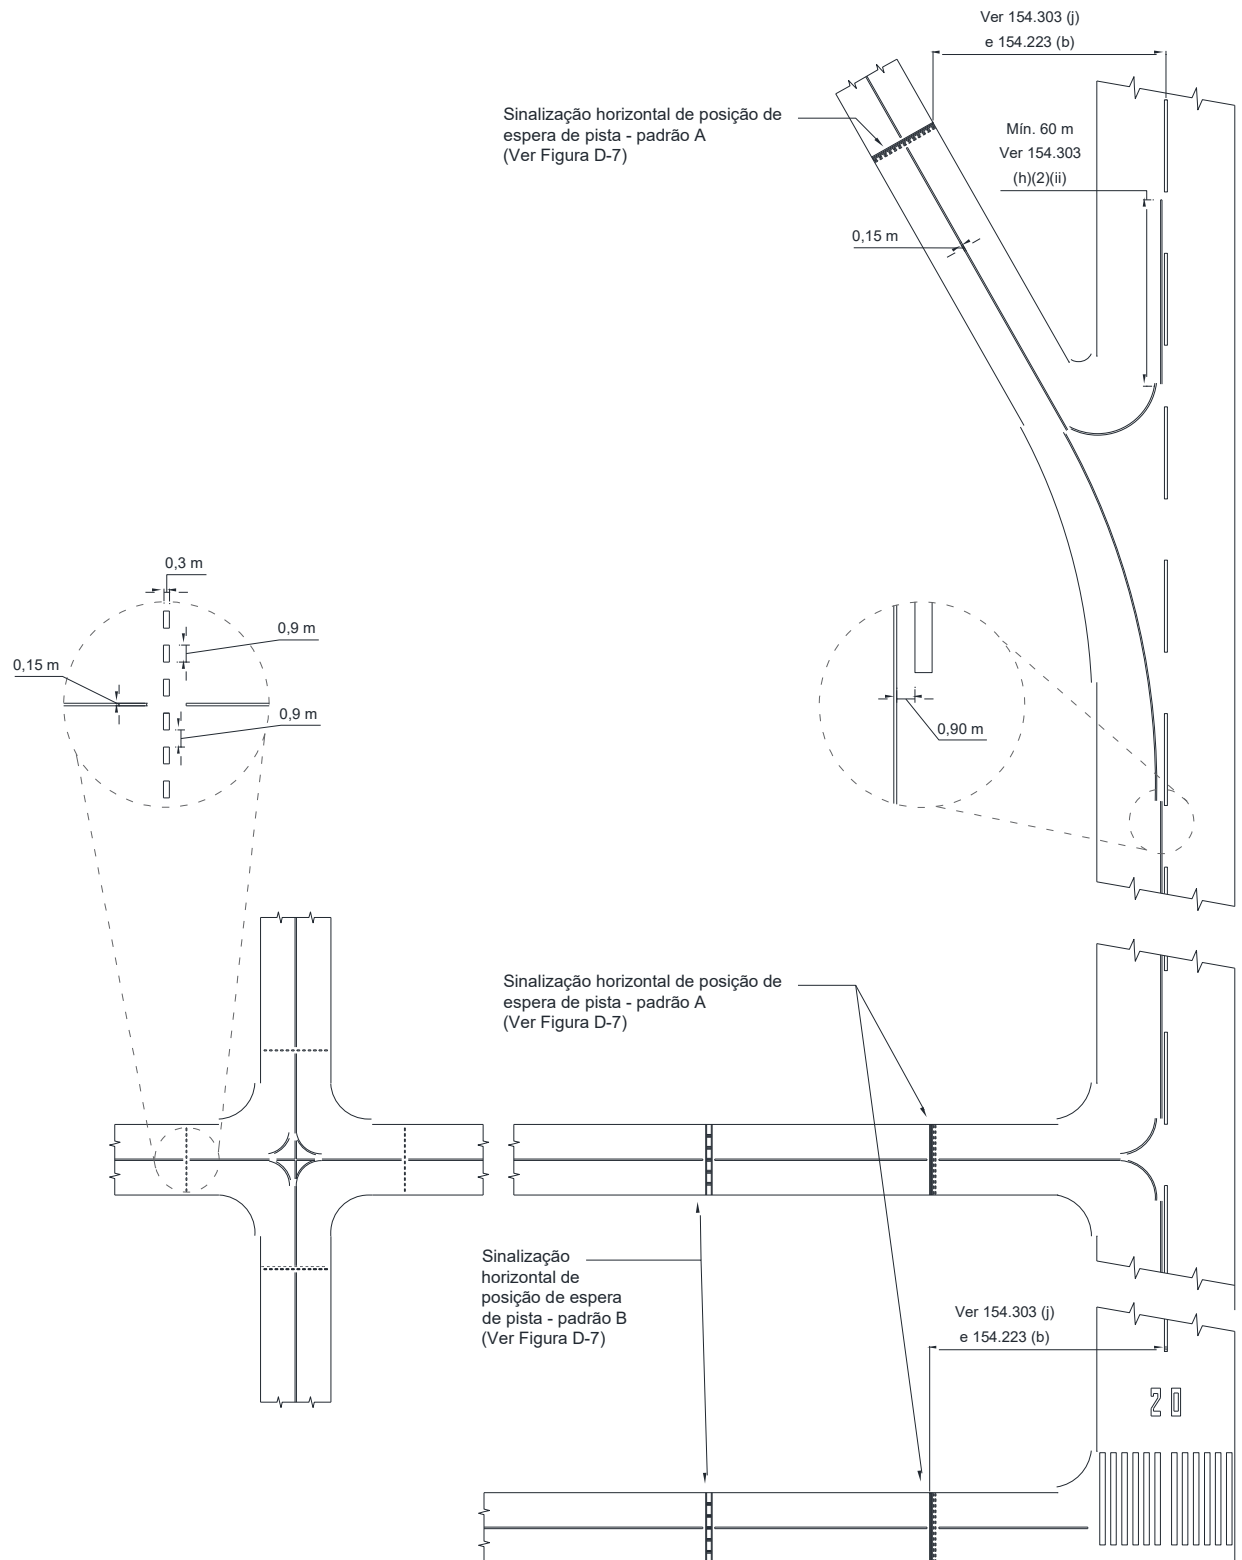 Ver 154.303 (j)
e 154.223 (b)
Sinalização horizontal de posição de
espera de pista - padrão A
(Ver Figura D-7)
Mín. 60 m
Ver 154.303
(h)(2)(ii)
0,15 m
0,3 m
0,9 m
0,15 m
0,9 m
0,90 m
Sinalização horizontal de posição de
espera de pista - padrão A
(Ver Figura D-7)
Sinalização
horizontal de
posição de espera
de pista - padrão B
(Ver Figura D-7)
Ver 154.303 (j)
e 154.223 (b)
20